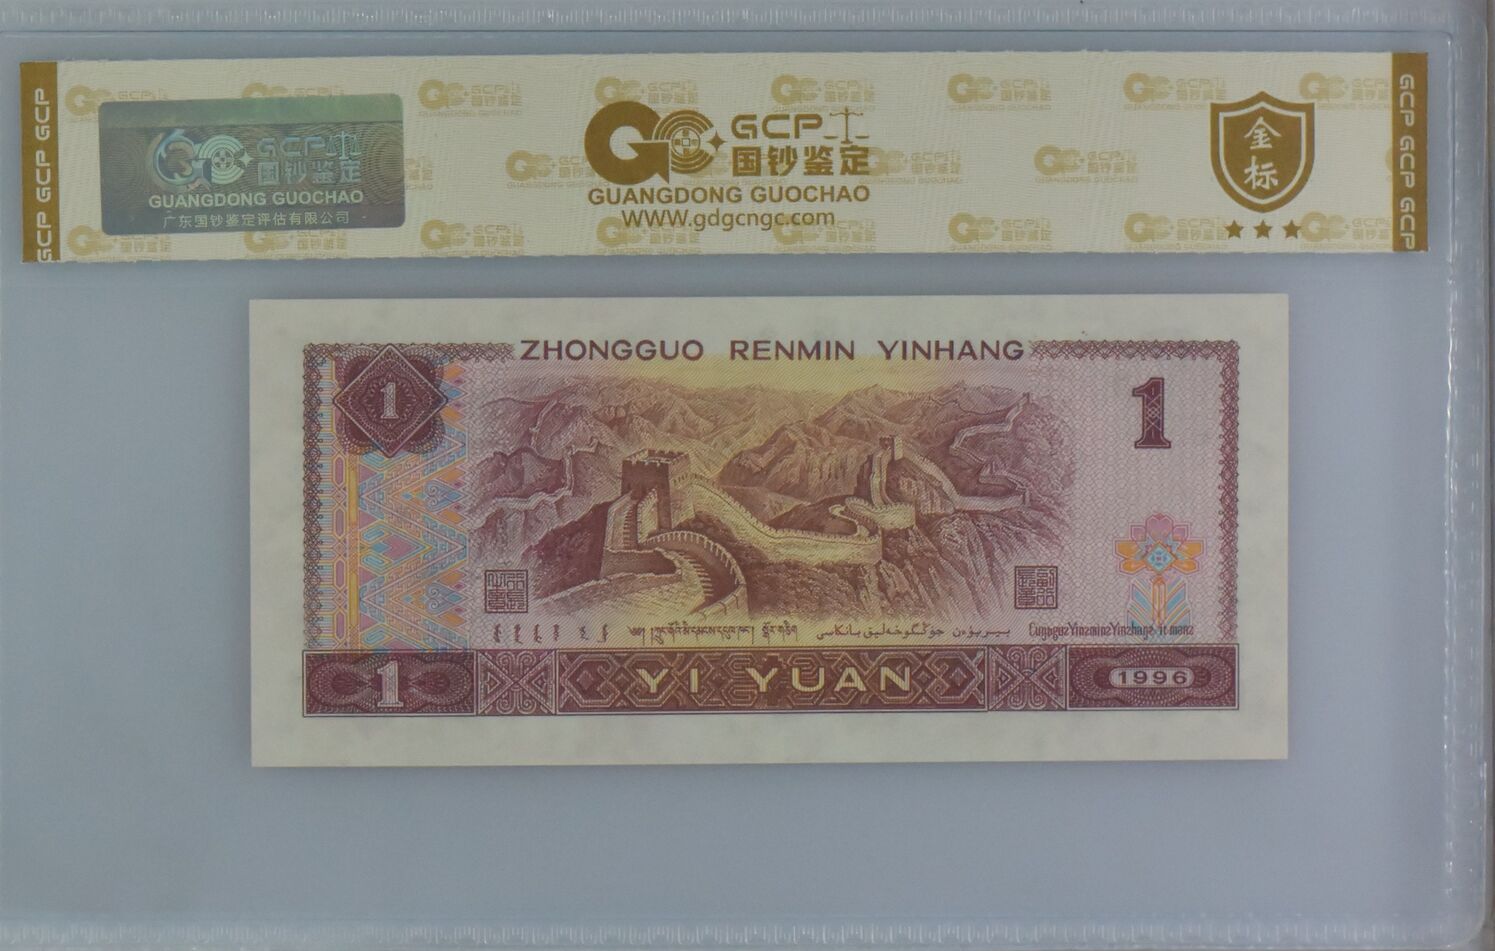 GCP GCP GCP
GCP
国钞鉴定
GUANGDONG GUOCHAO
广东国钞鉴定评估有限公司
GCP
国钞鉴定
GUANGDONG GUOCHAO
WWW.gdgcngc.com
金
标
GCP GCP GCP
ZHONGGUO RENMIN YINHANG
1
1
1
YI YUAN
1996